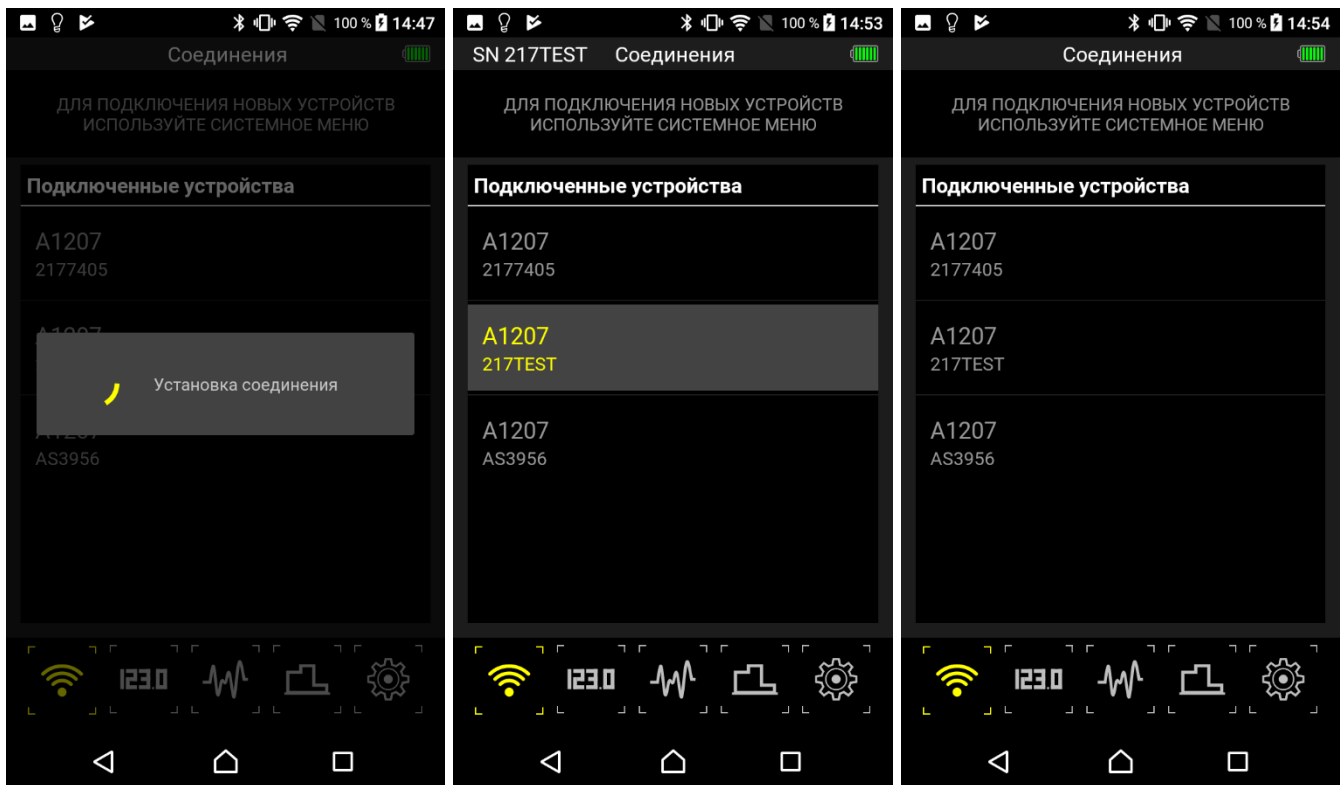 100 % 14:47
Соединения
ДЛЯ ПОДКЛЮЧЕНИЯ НОВЫХ УСТРОЙСТВ
ИСПОЛЬЗУЙТЕ СИСТЕМНОЕ МЕНЮ
Подключенные устройства
A1207
2177405
A1207
Установка соединения
A1207
AS3956
123.0
100 % 14:53
SN 217TEST Соединения
ДЛЯ ПОДКЛЮЧЕНИЯ НОВЫХ УСТРОЙСТВ
ИСПОЛЬЗУЙТЕ СИСТЕМНОЕ МЕНЮ
Подключенные устройства
A1207
2177405
A1207
217TEST
A1207
AS3956
123.0
100 % 14:54
Соединения
ДЛЯ ПОДКЛЮЧЕНИЯ НОВЫХ УСТРОЙСТВ
ИСПОЛЬЗУЙТЕ СИСТЕМНОЕ МЕНЮ
Подключенные устройства
A1207
2177405
A1207
217TEST
A1207
AS3956
123.0